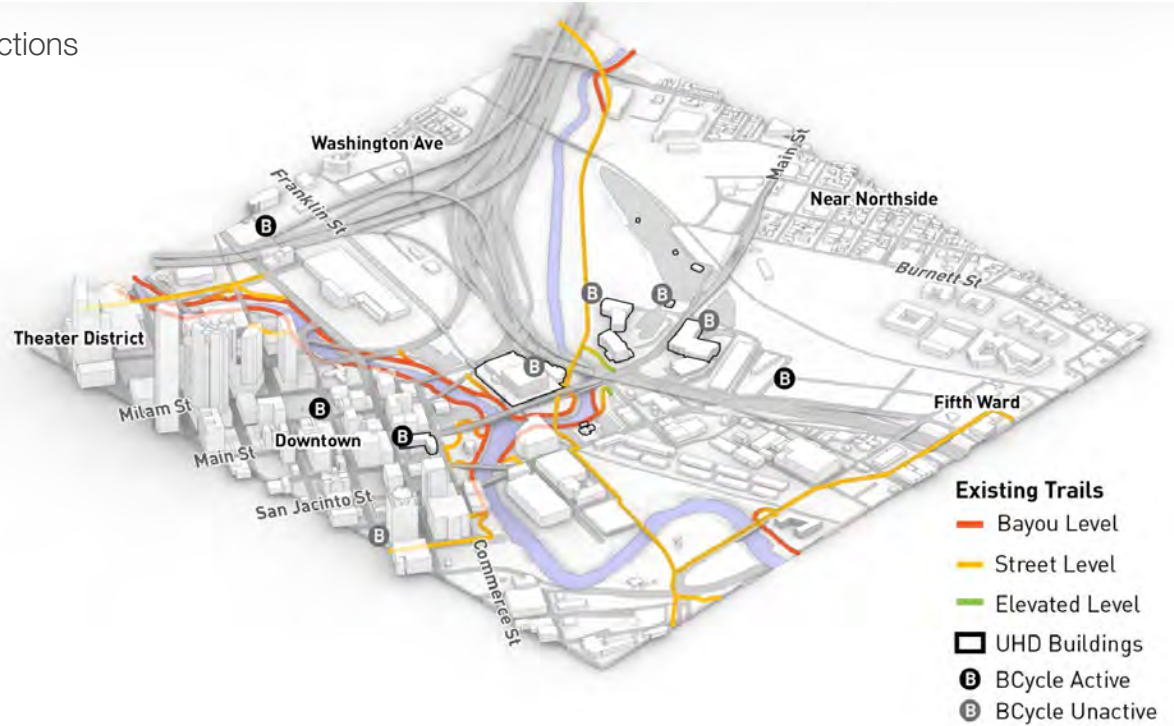 ctions
Washington Ave
Franklin St
Main St
Near Northside
Burnett St
B
B
B
B
Theater District
B
B
Milam St
B
Fifth Ward
Downtown
B
Main St
San Jacinto St
B
Commerce St
Existing Trails
Bayou Level
Street Level
Elevated Level
UHD Buildings
B BCycle Active
B BCycle Unactive